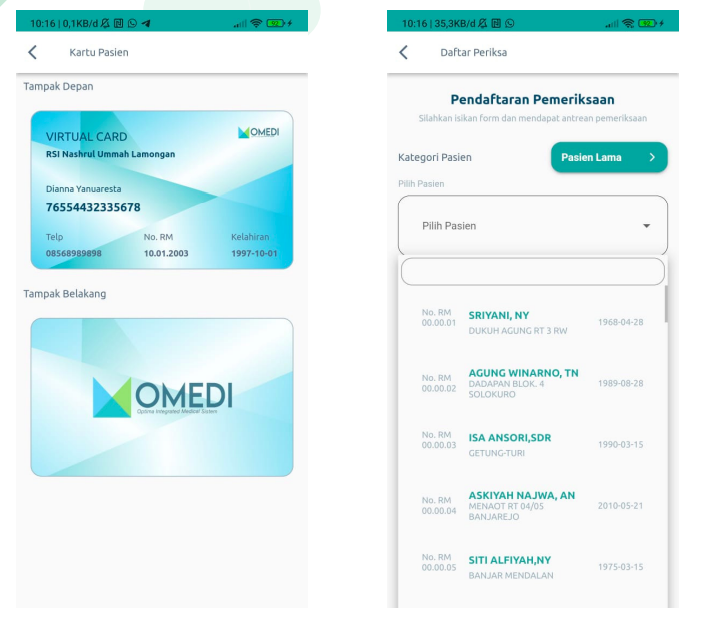 10:16 | 0,1KB/d
92
Kartu Pasien
Tampak Depan
VIRTUAL CARD
OMEDI
RSI Nashrul Ummah Lamongan
Dianna Yanuaresta
76554432335678
Telp No. RM Kelahiran
08568989898 10.01.2003 1997-10-01
Tampak Belakang
OMEDI
Optima Integrated Medical Sistem
10:16 | 35,3KB/d
92
Daftar Periksa
Pendaftaran Pemeriksaan
Silahkan isikan form dan mendapat antrean pemeriksaan
Kategori Pasien
Pasien Lama
Pilih Pasien
Pilih Pasien
No. RM
00.00.01
SRIYANI, NY
DUKUH AGUNG RT 3 RW
1968-04-28
No. RM
00.00.02
AGUNG WINARNO, TN
DADAPAN BLOK. 4
SOLOKURO
1989-08-28
No. RM
00.00.03
ISA ANSORI,SDR
GETUNG-TURI
1990-03-15
No. RM
00.00.04
ASKIYAH NAJWA, AN
MENAOT RT 04/05
BANJAREJO
2010-05-21
No. RM
00.00.05
SITI ALFIYAH,NY
BANJAR MENDALAN
1975-03-15